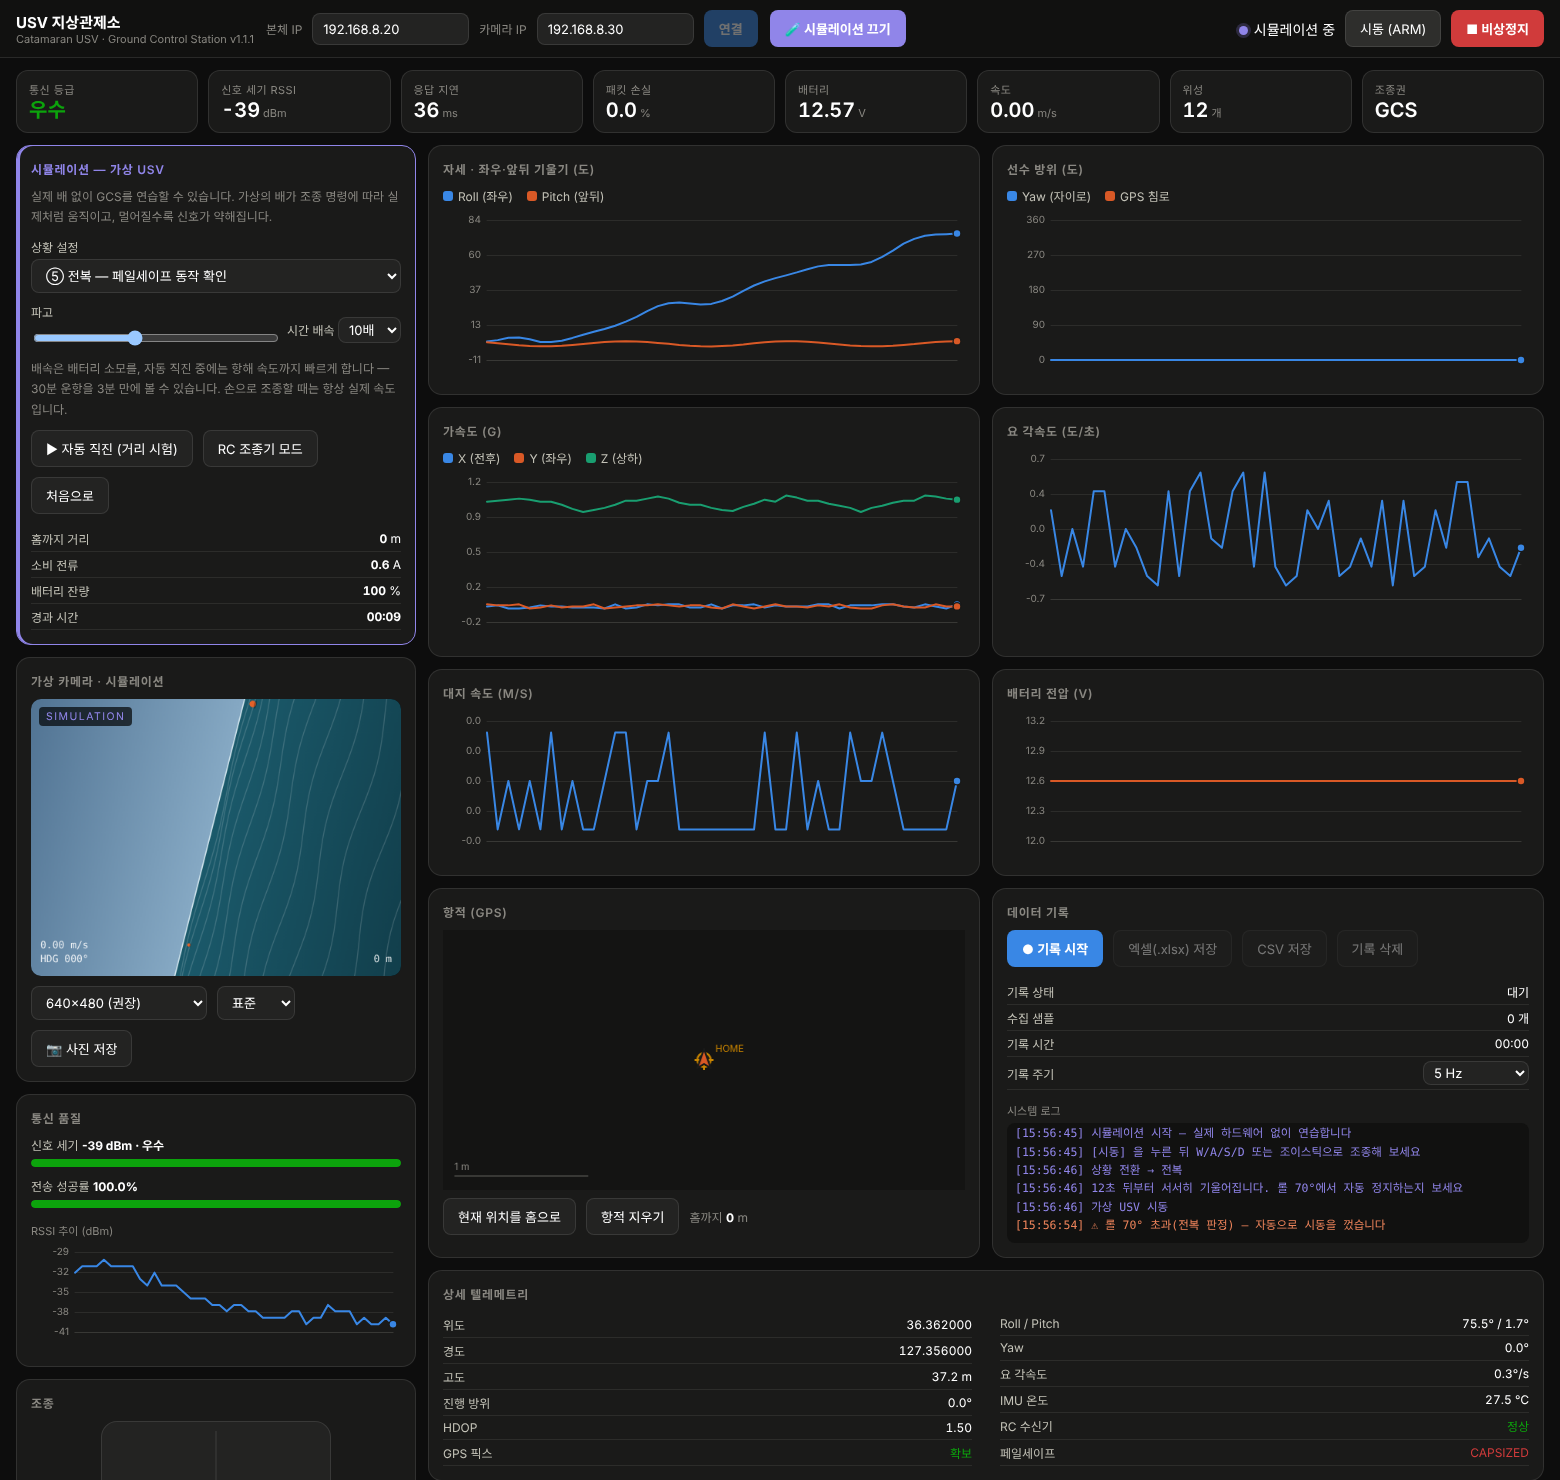 USV 지상관제소
Catamaran USV · Ground Control Station v1.1.1
본체 IP
192.168.8.20
카메라 IP
192.168.8.30
연결
🧪 시뮬레이션 끄기
시뮬레이션 중
시동 (ARM)
■ 비상정지
통신 등급
우수
신호 세기 RSSI
-39 dBm
응답 지연
36 ms
패킷 손실
0.0 %
배터리
12.57 V
속도
0.00 m/s
위성
12 개
조종권
GCS
시뮬레이션 — 가상 USV
실제 배 없이 GCS를 연습할 수 있습니다. 가상의 배가 조종 명령에 따라 실
제처럼 움직이고, 멀어질수록 신호가 약해집니다.
상황 설정
⑤ 전복 — 페일세이프 동작 확인
파고
시간 배속
10배
배속은 배터리 소모를, 자동 직진 중에는 항해 속도까지 빠르게 합니다 —
30분 운항을 3분 만에 볼 수 있습니다. 손으로 조종할 때는 항상 실제 속도
입니다.
▶ 자동 직진 (거리 시험)
RC 조종기 모드
처음으로
홈까지 거리
0 m
소비 전류
0.6 A
배터리 잔량
100 %
경과 시간
00:09
가상 카메라 · 시뮬레이션
SIMULATION
0.00 m/s
HDG 000°
0 m
640×480 (권장)
표준
📷 사진 저장
통신 품질
신호 세기 -39 dBm · 우수
전송 성공률 100.0%
RSSI 추이 (dBm)
-29
-32
-35
-38
-41
조종
자세 · 좌우·앞뒤 기울기 (도)
Roll (좌우)
Pitch (앞뒤)
84
60
37
13
-11
선수 방위 (도)
Yaw (자이로)
GPS 침로
360
270
180
90
0
가속도 (G)
X (전후)
Y (좌우)
Z (상하)
1.2
0.9
0.5
0.2
-0.2
요 각속도 (도/초)
0.7
0.4
0.0
-0.4
-0.7
대지 속도 (M/S)
0.0
0.0
0.0
0.0
-0.0
배터리 전압 (V)
13.2
12.9
12.6
12.3
12.0
항적 (GPS)
HOME
1 m
현재 위치를 홈으로
항적 지우기
홈까지 0 m
데이터 기록
● 기록 시작
엑셀(.xlsx) 저장
CSV 저장
기록 삭제
기록 상태
대기
수집 샘플
0 개
기록 시간
00:00
기록 주기
5 Hz
시스템 로그
[15:56:45] 시뮬레이션 시작 — 실제 하드웨어 없이 연습합니다
[15:56:45] [시동] 을 누른 뒤 W/A/S/D 또는 조이스틱으로 조종해 보세요
[15:56:46] 상황 전환 → 전복
[15:56:46] 12초 뒤부터 서서히 기울어집니다. 롤 70°에서 자동 정지하는지 보세요
[15:56:46] 가상 USV 시동
[15:56:54] ⚠ 롤 70° 초과(전복 판정) — 자동으로 시동을 껐습니다
상세 텔레메트리
위도
36.362000
경도
127.356000
고도
37.2 m
진행 방위
0.0°
HDOP
1.50
GPS 픽스
확보
Roll / Pitch
75.5° / 1.7°
Yaw
0.0°
요 각속도
0.3°/s
IMU 온도
27.5 °C
RC 수신기
정상
페일세이프
CAPSIZED